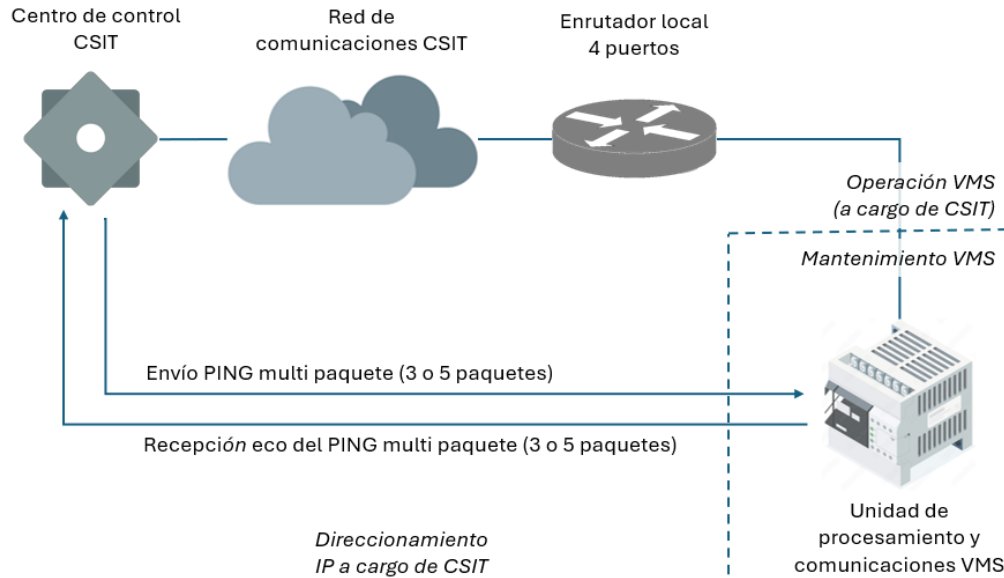 Centro de control
CSIT
Red de
comunicaciones CSIT
Enrutador local
4 puertos
Operación VMS
(a cargo de CSIT)
Mantenimiento VMS
Envío PING multi paquete (3 o 5 paquetes)
Recepción eco del PING multi paquete (3 o 5 paquetes)
Unidad de
procesamiento y
comunicaciones VMS
Direccionamiento
IP a cargo de CSIT